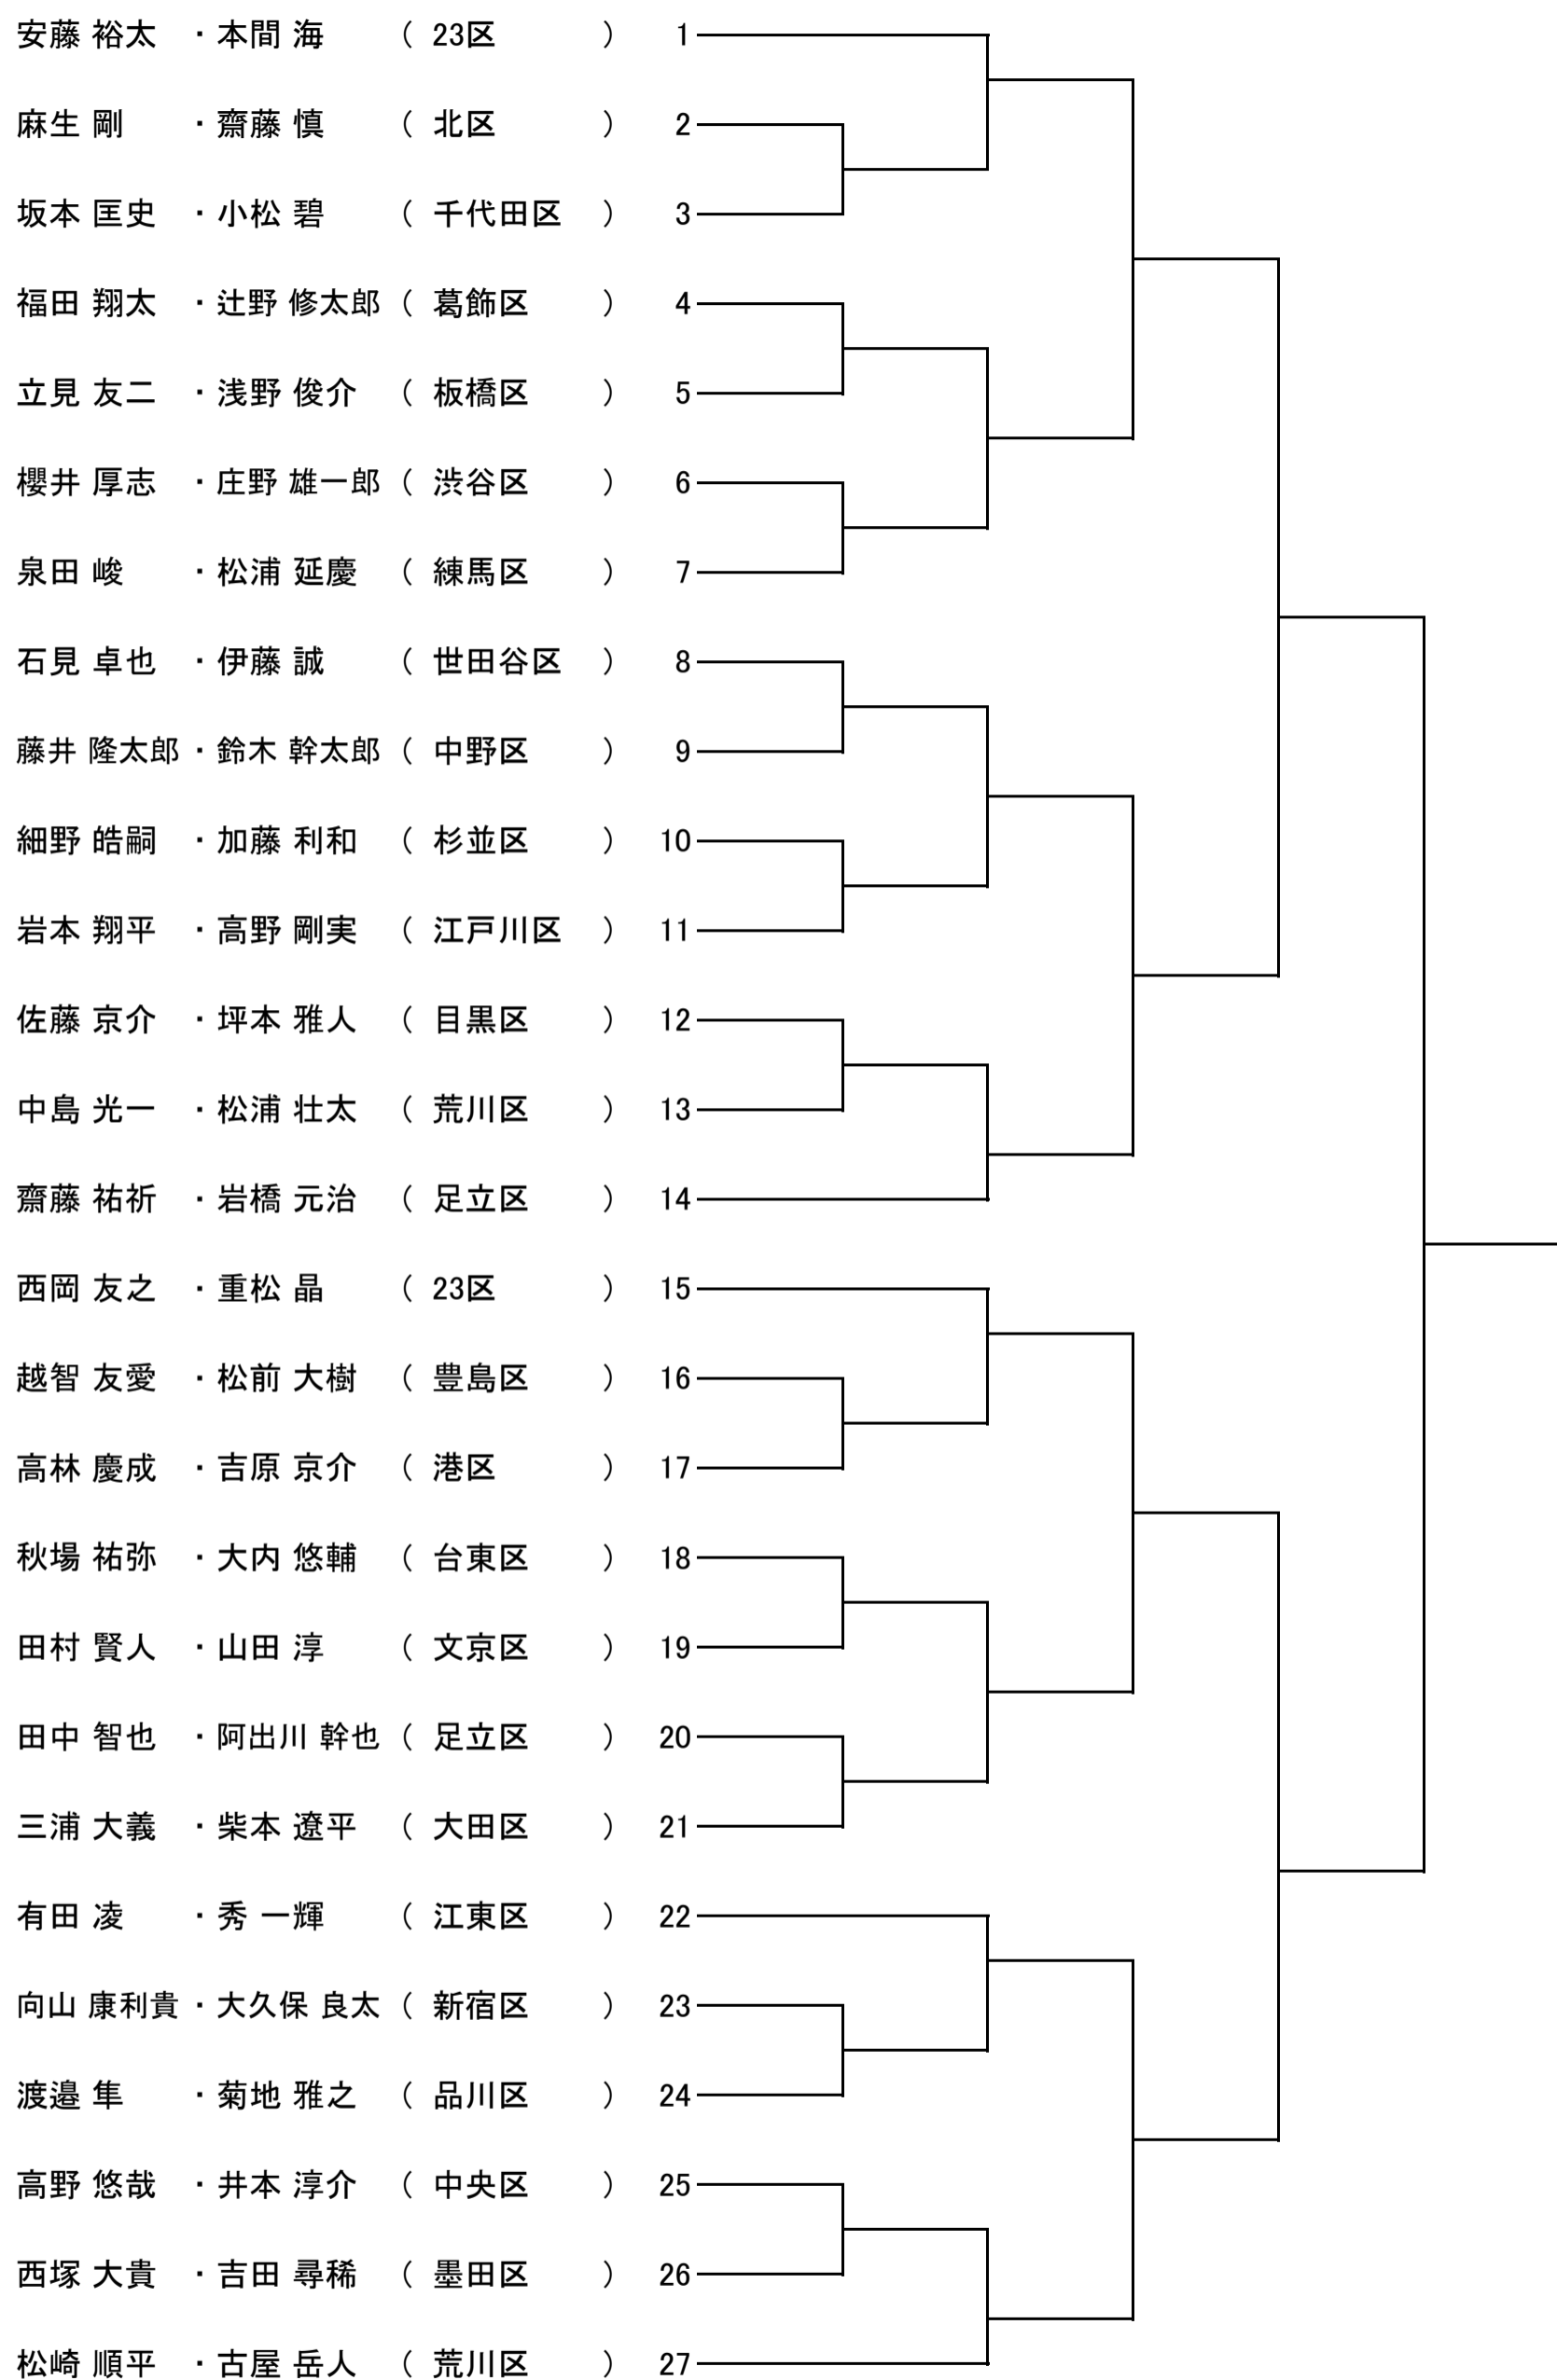 安藤 裕太 ・本間 海 ( 23区 ) 1
麻生 剛 ・齋藤 慎 ( 北区 ) 2
坂本 匡史 ・小松 碧 ( 千代田区 ) 3
福田 翔太 ・辻野 修太郎 ( 葛飾区 ) 4
立見 友二 ・浅野 俊介 ( 板橋区 ) 5
櫻井 厚志 ・庄野 雄一郎 ( 渋谷区 ) 6
泉田 峻 ・松浦 延慶 ( 練馬区 ) 7
石見 卓也 ・伊藤 誠 ( 世田谷区 ) 8
藤井 隆太郎 ・鈴木 幹太郎 ( 中野区 ) 9
細野 皓嗣 ・加藤 利和 ( 杉並区 ) 10
岩本 翔平 ・高野 剛実 ( 江戸川区 ) 11
佐藤 京介 ・坪本 雅人 ( 目黒区 ) 12
中島 光一 ・松浦 壮太 ( 荒川区 ) 13
齋藤 祐祈 ・岩橋 元治 ( 足立区 ) 14
西岡 友之 ・重松 晶 ( 23区 ) 15
越智 友愛 ・松前 大樹 ( 豊島区 ) 16
高林 慶成 ・吉原 京介 ( 港区 ) 17
秋場 祐弥 ・大内 悠輔 ( 台東区 ) 18
田村 賢人 ・山田 淳 ( 文京区 ) 19
田中 智也 ・阿出川 幹也 ( 足立区 ) 20
三浦 大義 ・柴本 遼平 ( 大田区 ) 21
有田 凌 ・秀 一輝 ( 江東区 ) 22
向山 康利貴 ・大久保 良太 ( 新宿区 ) 23
渡邉 隼 ・菊地 雅之 ( 品川区 ) 24
高野 悠哉 ・井本 淳介 ( 中央区 ) 25
西塚 大貴 ・吉田 尋稀 ( 墨田区 ) 26
松崎 順平 ・古屋 岳人 ( 荒川区 ) 27